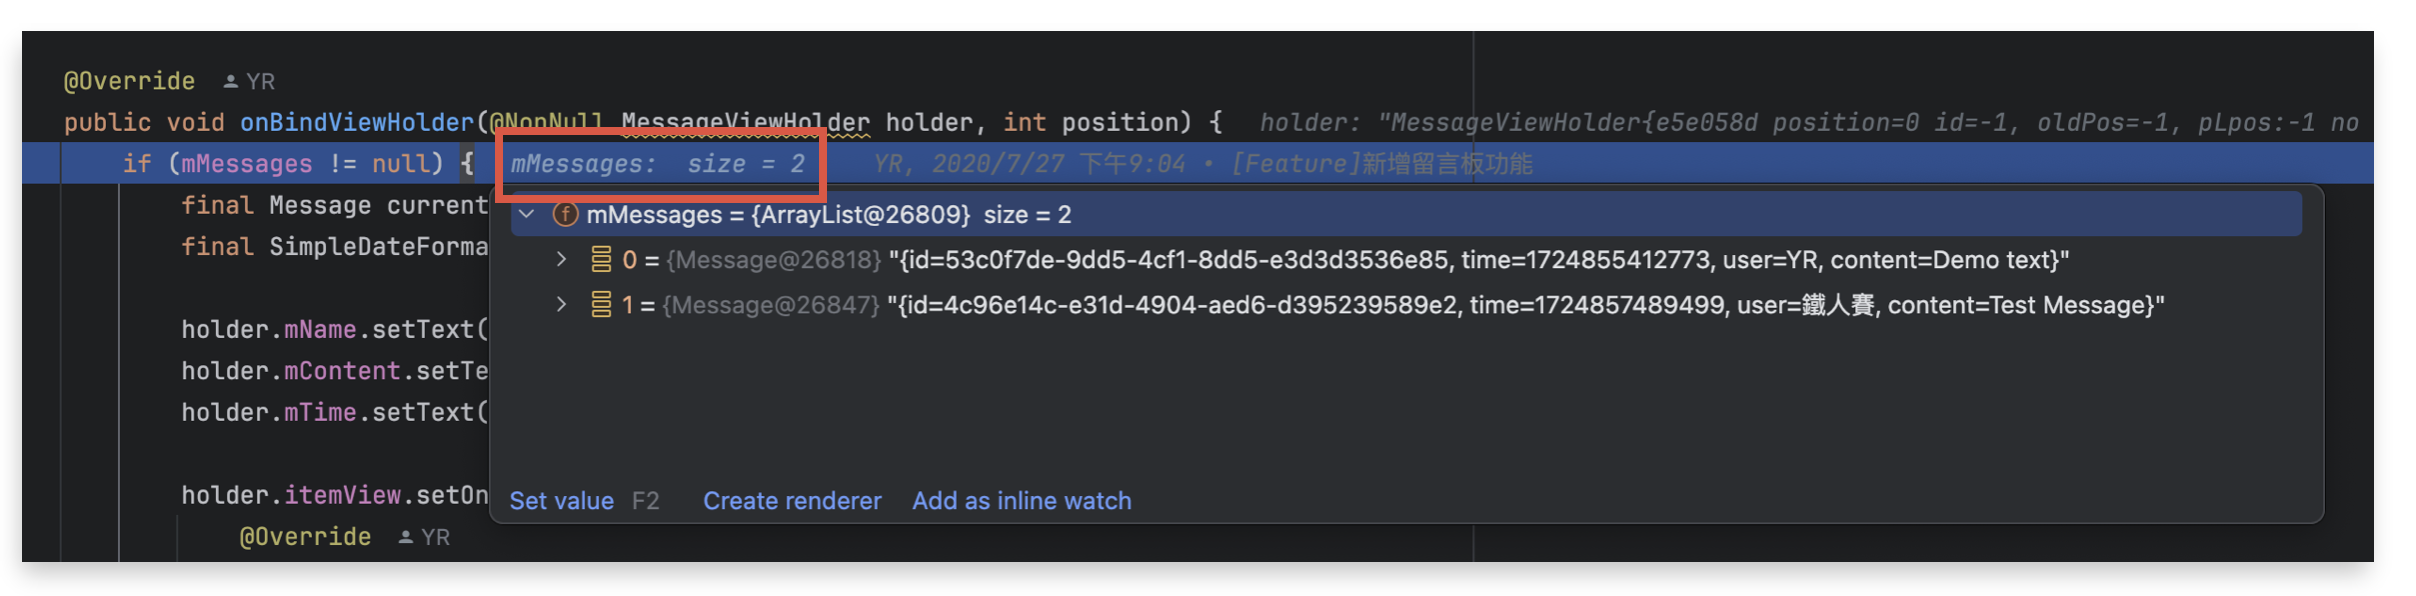 @Override YR
public void onBindViewHolder(@NonNull MessageViewHolder holder, int position) { holder: "MessageViewHolder{e5e058d position=0 id=-1, oldPos=-1, pLpos:-1 no
if (mMessages != null) { mMessages: size = 2 YR, 2020/7/27 下午9:04 • [Feature]新增留言板功能
final Message current
mMessages = {ArrayList@26809} size = 2
final SimpleDateForma
0 = {Message@26818} "{id=53c0f7de-9dd5-4cf1-8dd5-e3d3d3536e85, time=1724855412773, user=YR, content=Demo text}"
1 = {Message@26847} "{id=4c96e14c-e31d-4904-aed6-d395239589e2, time=1724857489499, user=鐵人賽, content=Test Message}"
holder.mName.setText(
holder.mContent.setTe
holder.mTime.setText(
holder.itemView.setOn
Set value F2 Create renderer Add as inline watch
@Override YR